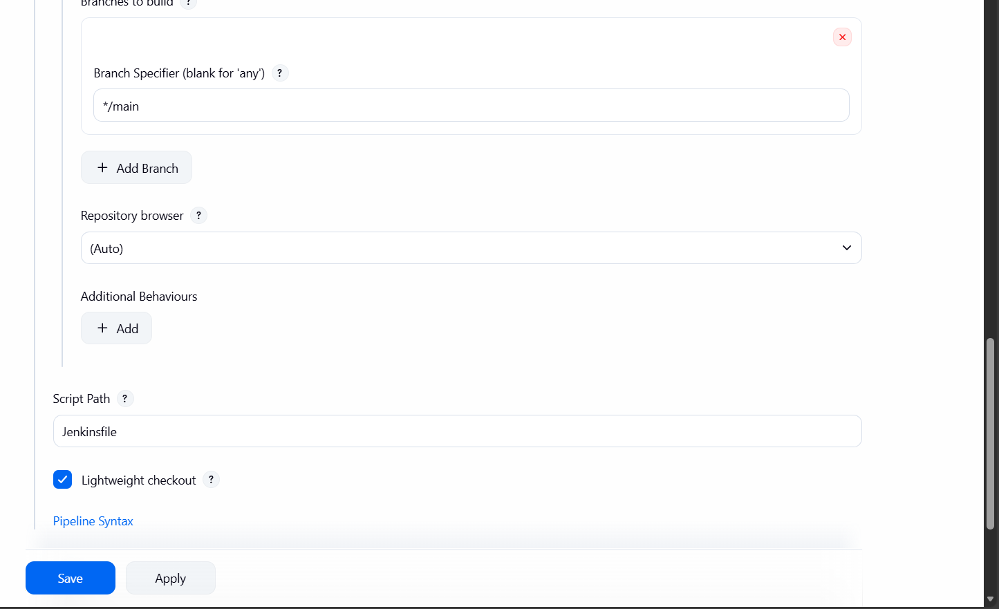 Branches to build ?
Branch Specifier (blank for 'any') ?
*/main
+ Add Branch
Repository browser ?
(Auto)
Additional Behaviours
+ Add
Script Path ?
Jenkinsfile
Lightweight checkout ?
Pipeline Syntax
Save Apply